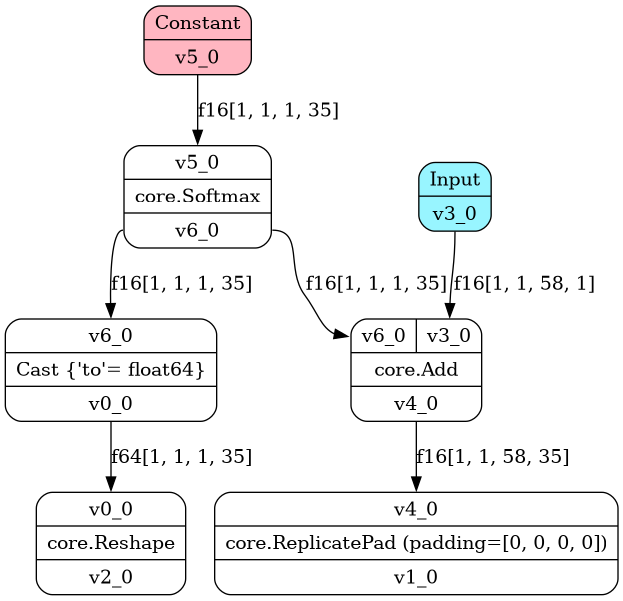 Constant
v5_0
f16[1, 1, 1, 35]
v5_0
core.Softmax
v6_0
Input
v3_0
f16[1, 1, 1, 35]
f16[1, 1, 1, 35]
f16[1, 1, 58, 1]
v6_0
Cast {'to'= float64}
v0_0
v6_0 v3_0
core.Add
v4_0
f64[1, 1, 1, 35]
f16[1, 1, 58, 35]
v0_0
core.Reshape
v2_0
v4_0
core.ReplicatePad (padding=[0, 0, 0, 0])
v1_0